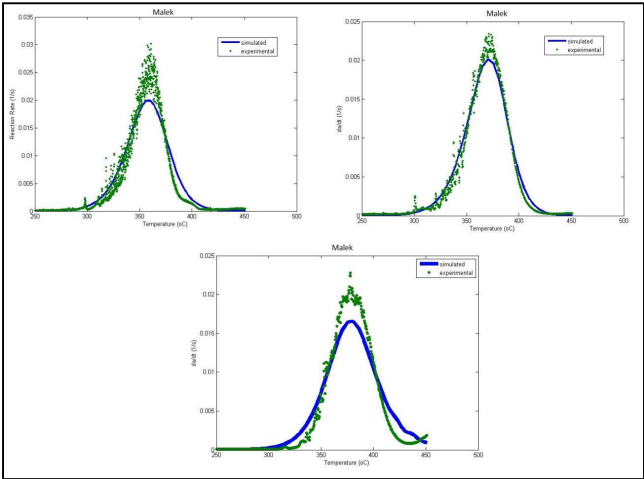 Malek
0.035
0.03
0.025
0.02
0.015
0.01
0.005
0
Reaction Rate (1/s)
simulated
experimental
250 300 350 400 450 500
Temperature (oC)
Malek
0.025
0.02
0.015
0.01
0.005
0
da/dt (1/s)
simulated
experimental
250 300 350 400 450 500
Temperature (oC)
Malek
0.025
0.02
0.015
0.01
0.005
0
da/dt (1/s)
simulated
experimental
250 300 350 400 450 500
Temperature (oC)